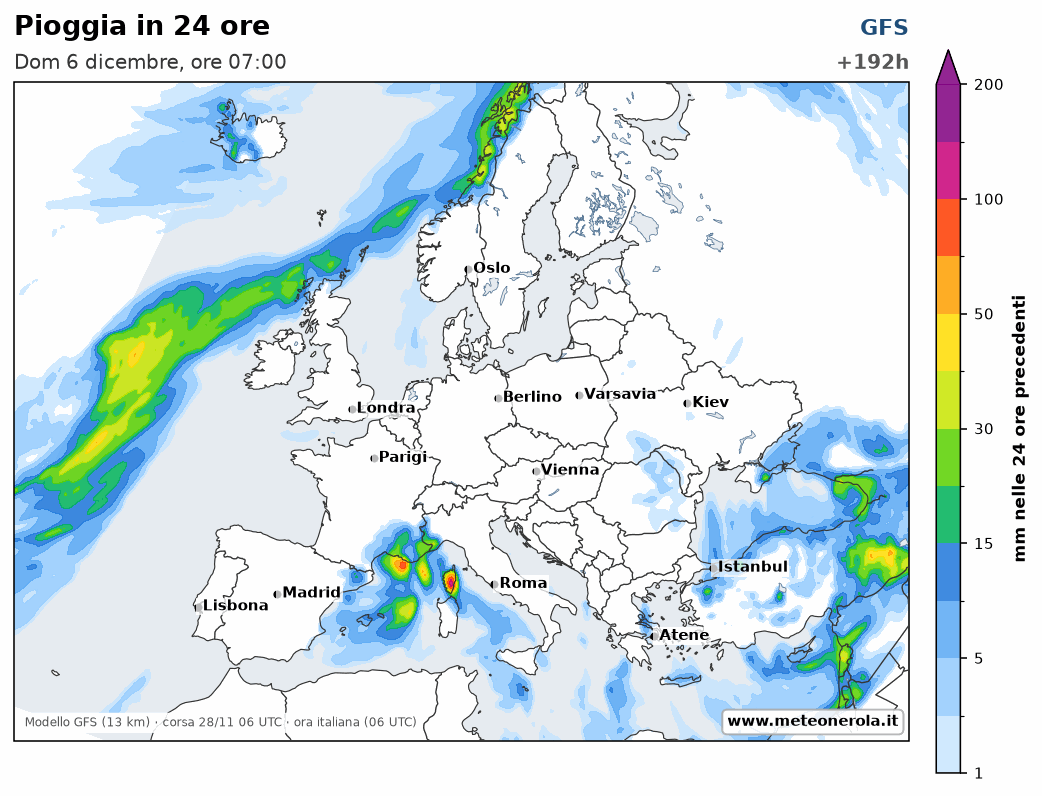 Pioggia in 24 ore
GFS
Dom 6 dicembre, ore 07:00
+192h
200
100
50
30
15
5
1
mm nelle 24 ore precedenti
Oslo
Berlino
Varsavia
Kiev
Londra
Parigi
Vienna
Istanbul
Madrid
Roma
Lisbona
Atene
Modello GFS (13 km) · corsa 28/11 06 UTC · ora italiana (06 UTC)
www.meteonerola.it